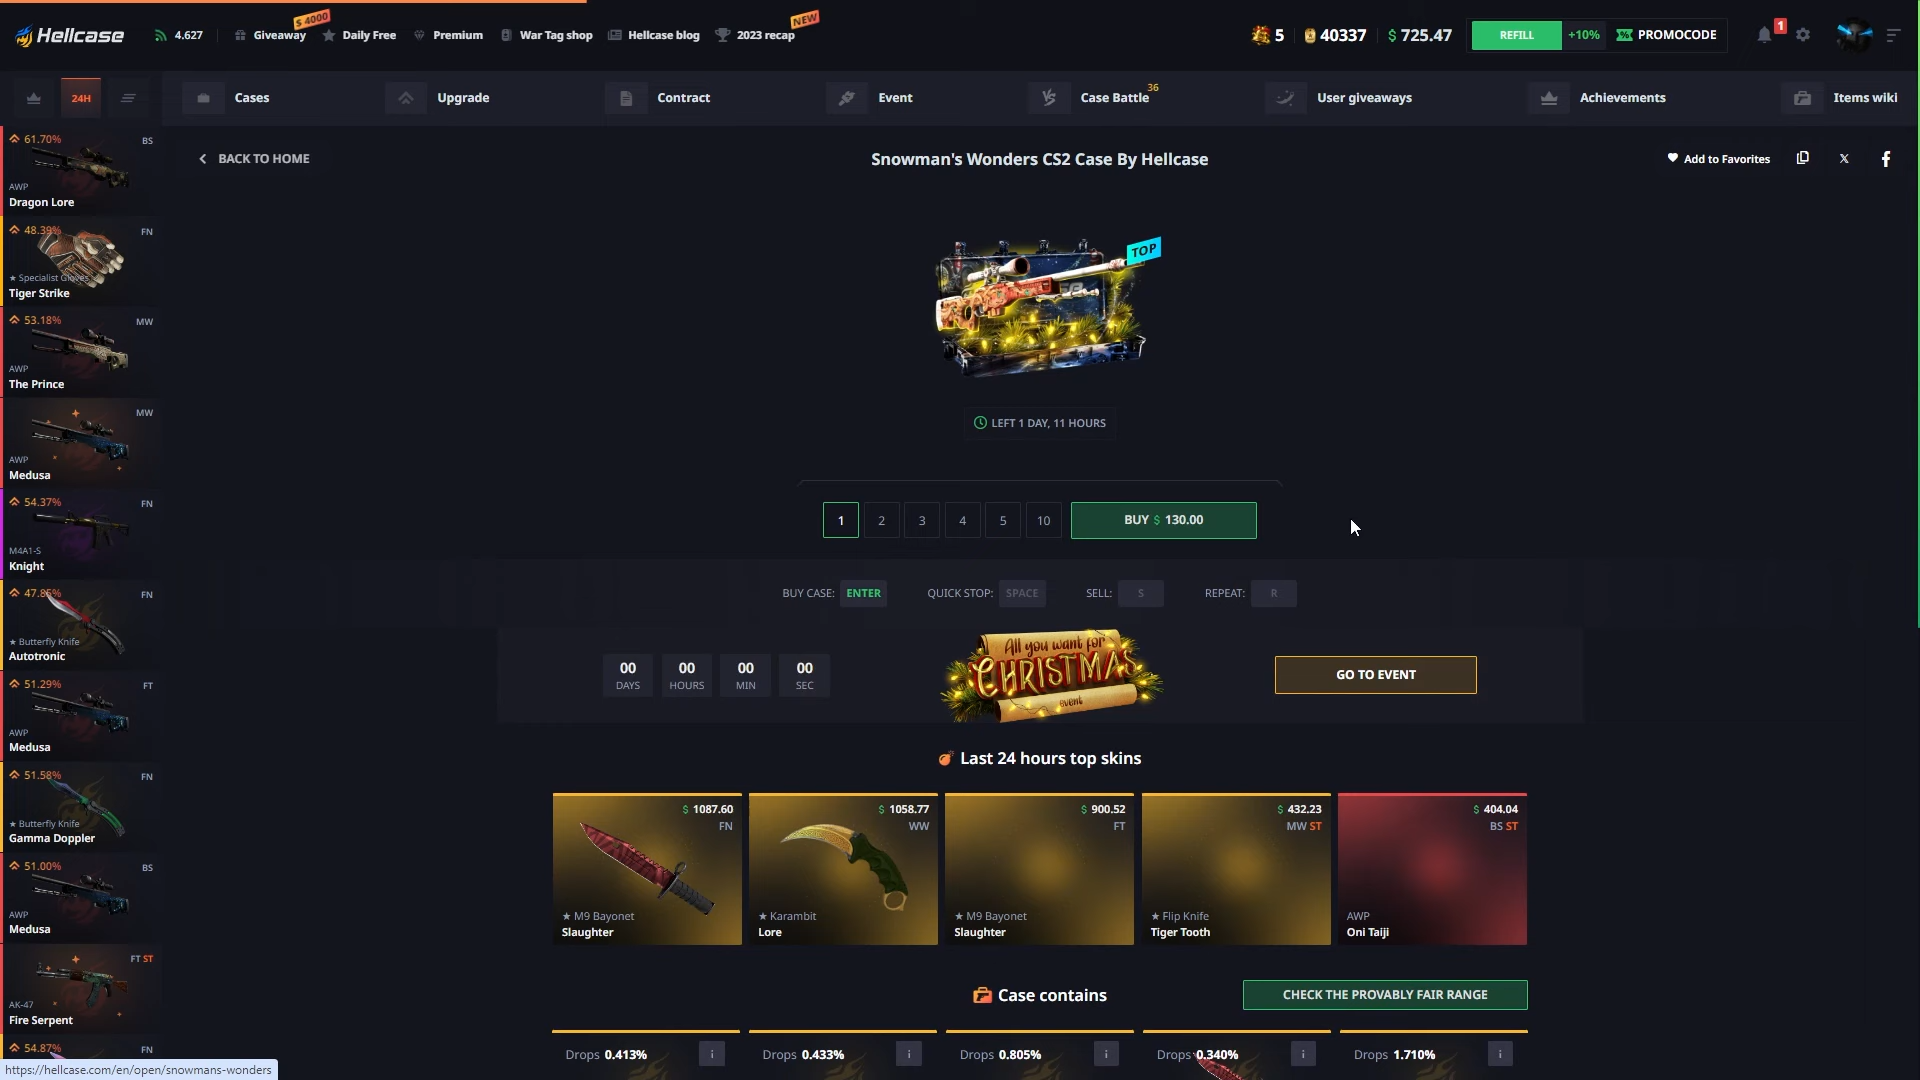 Hellcase
4.627
Giveaway
$ 4000
Daily Free
Premium
War Tag shop
Hellcase blog
2023 recap
NEW
5
40337
$ 725.47
REFILL
+10%
PROMOCODE
1
24H
Cases
Upgrade
Contract
Event
Case Battle
36
User giveaways
Achievements
Items wiki
BACK TO HOME
Snowman's Wonders CS2 Case By Hellcase
Add to Favorites
TOP
LEFT 1 DAY, 11 HOURS
1
2
3
4
5
10
BUY $ 130.00
BUY CASE: ENTER
QUICK STOP: SPACE
SELL: S
REPEAT: R
00
DAYS
00
HOURS
00
MIN
00
SEC
All you want for
CHRISTMAS
event
GO TO EVENT
Last 24 hours top skins
$ 1087.60
FN
★ M9 Bayonet
Slaughter
$ 1058.77
WW
★ Karambit
Lore
$ 900.52
FT
★ M9 Bayonet
Slaughter
$ 432.23
MW ST
★ Flip Knife
Tiger Tooth
$ 404.04
BS ST
AWP
Oni Taiji
Case contains
CHECK THE PROVABLY FAIR RANGE
Drops 0.413%
i
Drops 0.433%
i
Drops 0.805%
i
Drops 0.340%
i
Drops 1.710%
i
61.70%
BS
AWP
Dragon Lore
48.39%
FN
★ Specialist Gloves
Tiger Strike
53.18%
MW
AWP
The Prince
MW
AWP
Medusa
54.37%
FN
M4A1-S
Knight
47.85%
FN
★ Butterfly Knife
Autotronic
51.29%
FT
AWP
Medusa
51.58%
FN
★ Butterfly Knife
Gamma Doppler
51.00%
BS
AWP
Medusa
FT ST
AK-47
Fire Serpent
54.87%
FN
https://hellcase.com/en/open/snowmans-wonders